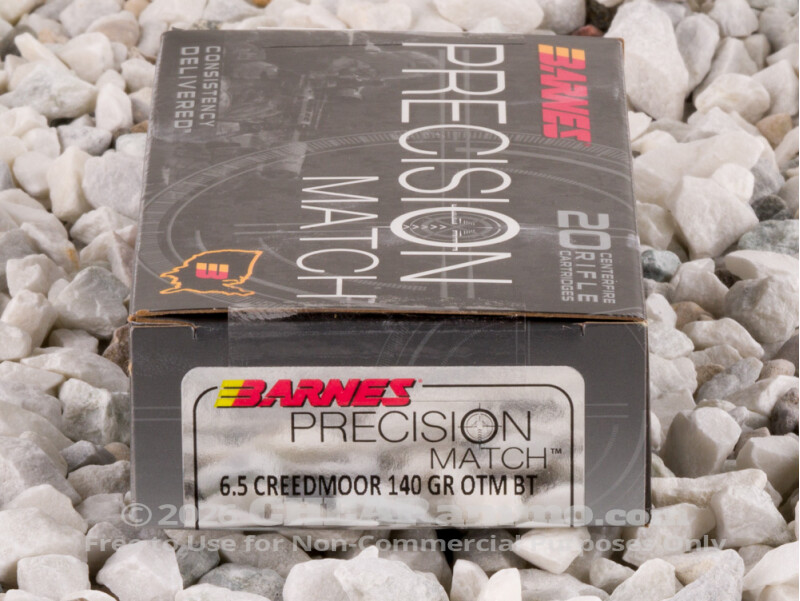 BARNES
PRECISION
MATCH
CONSISTENCY
DELIVERED™
20
CENTERFIRE
RIFLE
CARTRIDGES
BARNES
PRECISION
MATCH™
6.5 CREEDMOOR 140 GR OTM BT
Free to Use for Non-Commercial Purposes Only